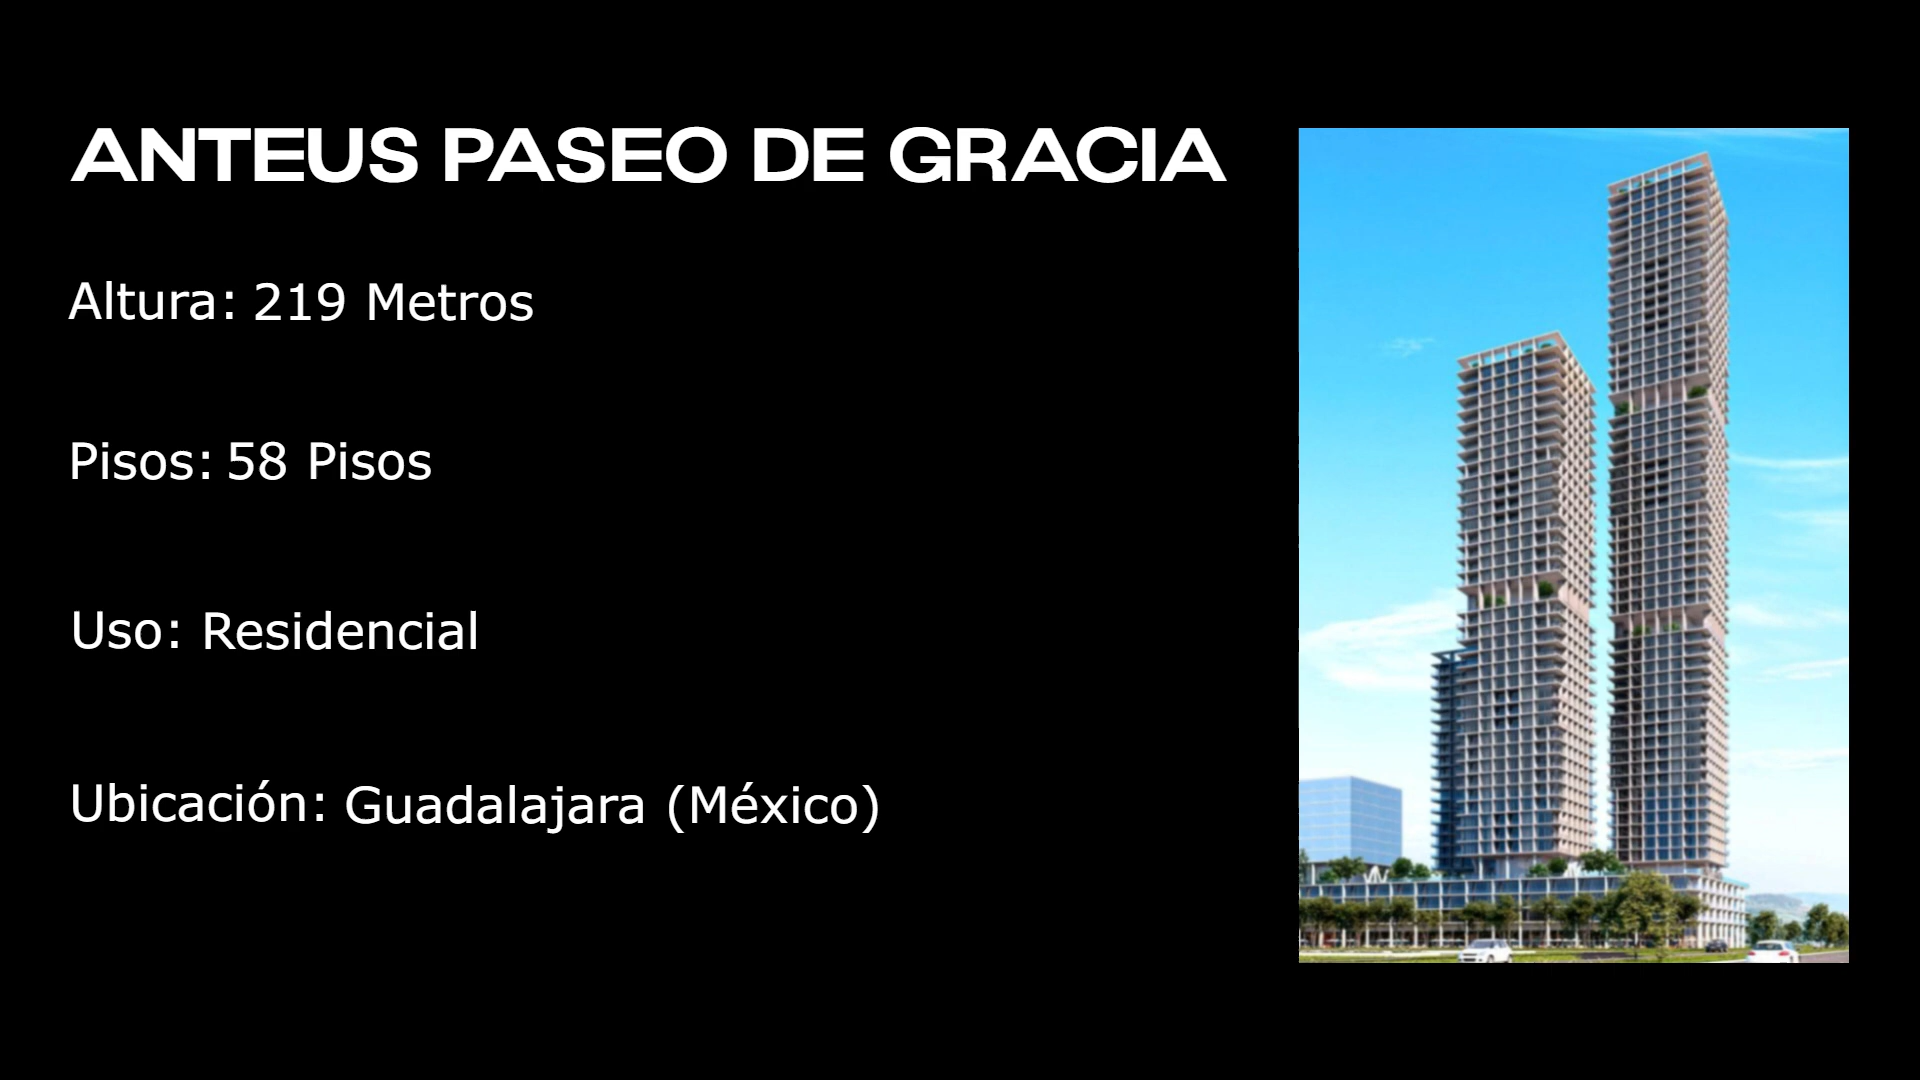 ANTEUS PASEO DE GRACIA
Altura: 219 Metros
Pisos: 58 Pisos
Uso: Residencial
Ubicación: Guadalajara (México)